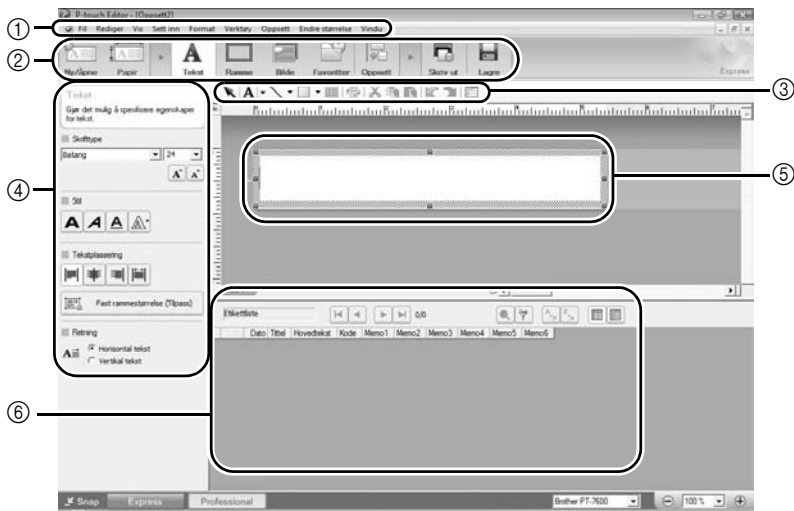 P-touch Editor - [Oppsett2]
① Fil Rediger Vis Sett inn Format Verktøy Oppsett Endre størrelse Vindu
② Ny/åpne Papir Tekst Ramme Bilde Favoritter Oppsett Skriv ut Lagre Express
③
④
Tekst
Gjør det mulig å spesifisere egenskaper
for tekst.
Skrifttype
Batang 24
A A
Stil
A A A A
Tekstplassering
Fast rammestørrelse (Tilpass)
Retning
A Horisontal tekst
Vertikal tekst
⑤
⑥
Etikettliste 0/0
Dato Tittel Hovedtekst Kode Memo1 Memo2 Memo3 Memo4 Memo5 Memo6
Snap Express Professional Brother PT-7600 100 %